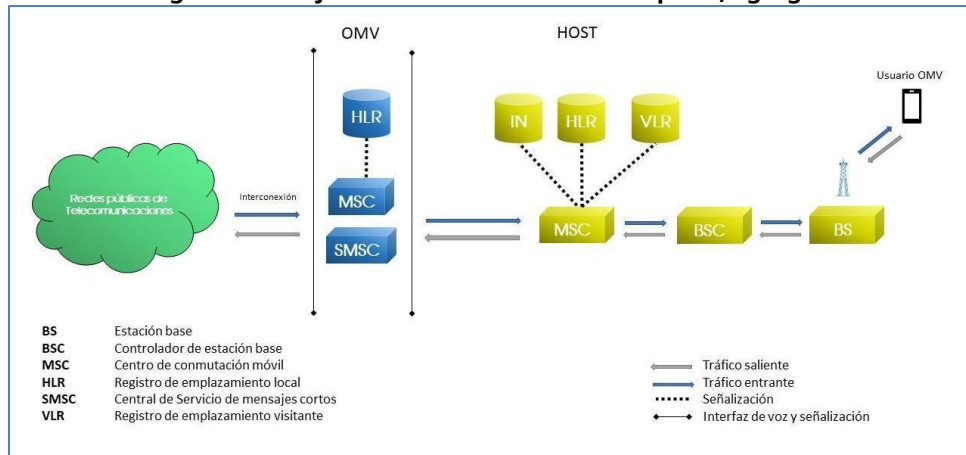 OMV
HOST
Usuario OMV
HLR
IN
HLR
VLR
Redes públicas de
Telecomunicaciones
Interconexión
MSC
SMSC
MSC
BSC
BS
BS Estación base
BSC Controlador de estación base
MSC Centro de conmutación móvil
HLR Registro de emplazamiento local
SMSC Central de Servicio de mensajes cortos
VLR Registro de emplazamiento visitante
Tráfico saliente
Tráfico entrante
Señalización
Interfaz de voz y señalización